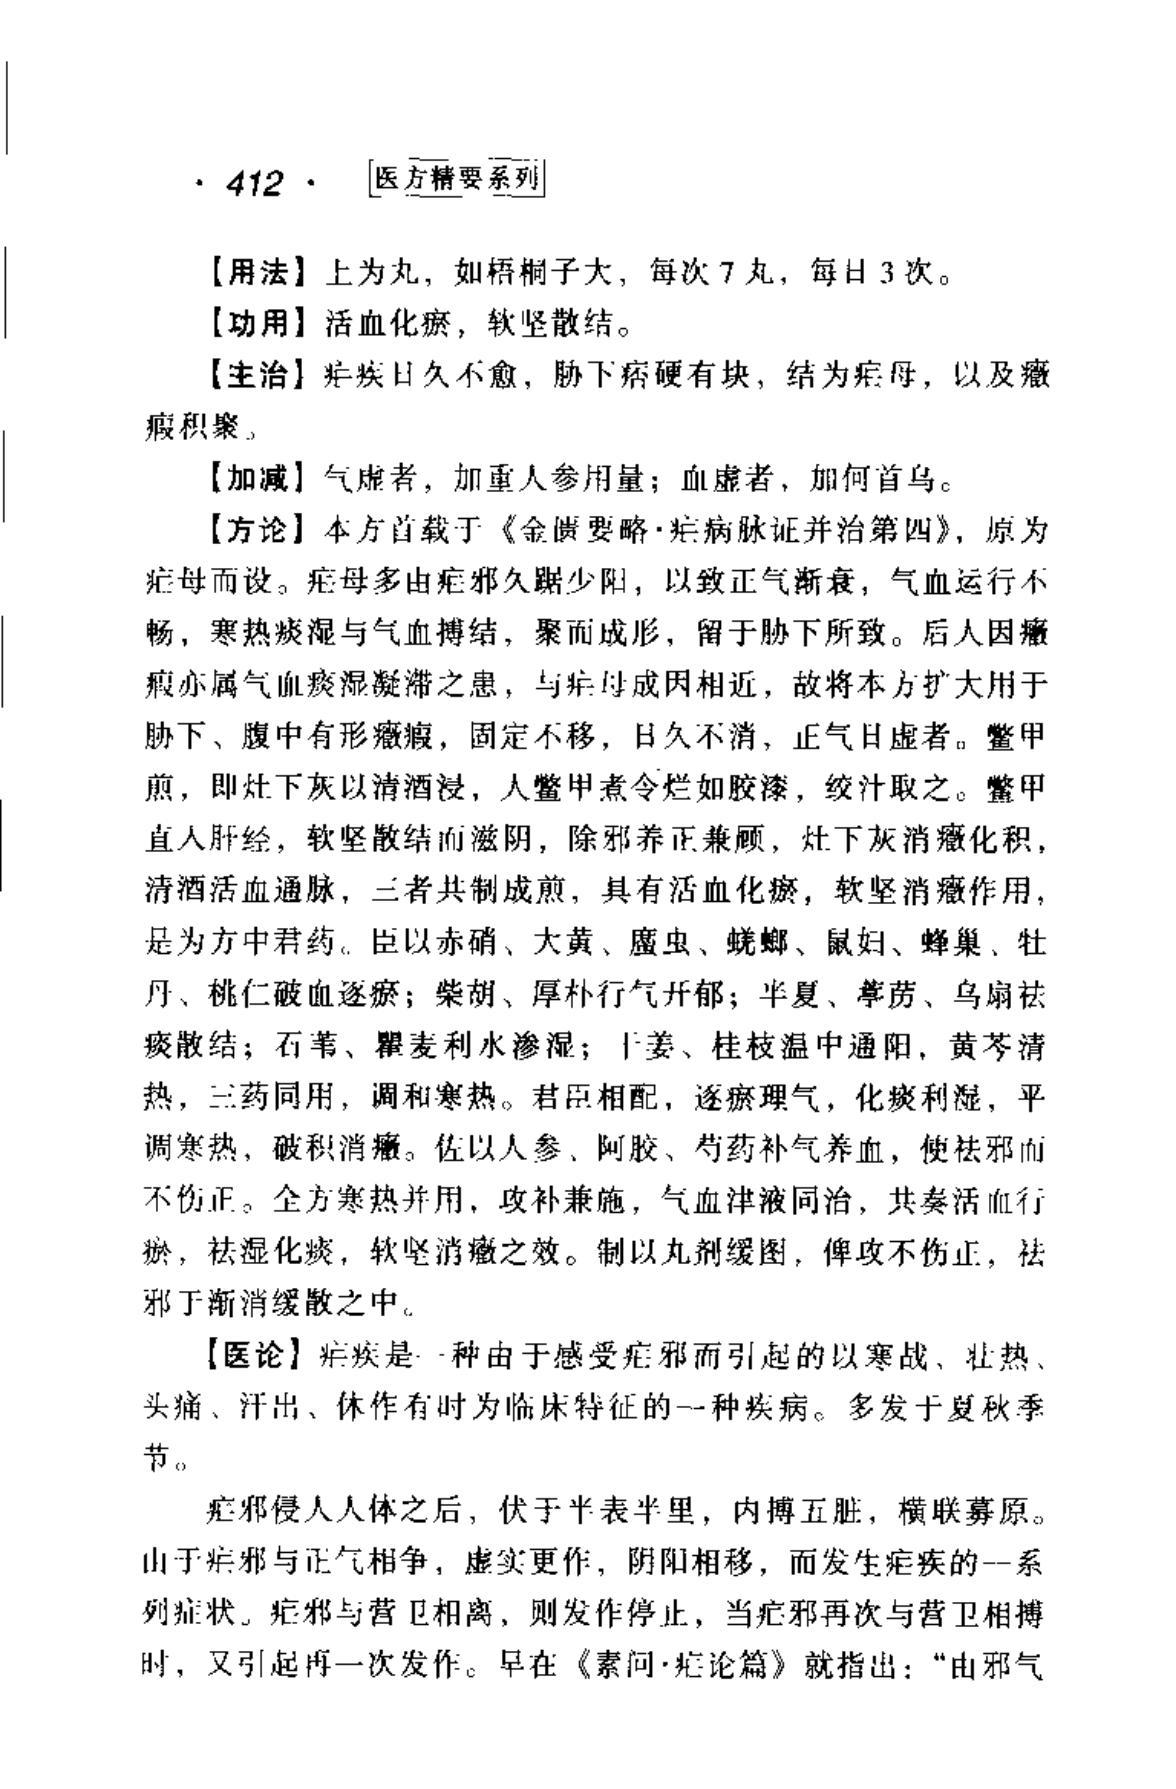 · 412 · 医方精要系列
【用法】上为丸，如梧桐子大，每次7丸，每日3次。
【功用】活血化瘀，软坚散结。
【主治】疟疾日久不愈，胁下痞硬有块，结为疟母，以及癥
瘕积聚。
【加减】气虚者，加重人参用量；血虚者，加何首乌。
【方论】本方首载于《金匮要略·疟病脉证并治第四》，原为
疟母而设。疟母多由疟邪久踞少阳，以致正气渐衰，气血运行不
畅，寒热痰湿与气血搏结，聚而成形，留于胁下所致。后人因癥
瘕亦属气血痰湿凝滞之患，与疟母成因相近，故将本方扩大用于
胁下、腹中有形癥瘕，固定不移，日久不消，正气日虚者。鳖甲
煎，即灶下灰以清酒浸，入鳖甲煮令烂如胶漆，绞汁取之。鳖甲
直入肝经，软坚散结而滋阴，除邪养正兼顾，灶下灰消癥化积，
清酒活血通脉，三者共制成煎，具有活血化瘀，软坚消癥作用，
是为方中君药。臣以赤硝、大黄、䗪虫、蜣螂、鼠妇、蜂巢、牡
丹、桃仁破血逐瘀；柴胡、厚朴行气开郁；半夏、葶苈、乌扇祛
痰散结；石苇、瞿麦利水渗湿；干姜、桂枝温中通阳，黄芩清
热，三药同用，调和寒热。君臣相配，逐瘀理气，化痰利湿，平
调寒热，破积消癥。佐以人参、阿胶、芍药补气养血，使祛邪而
不伤正。全方寒热并用，攻补兼施，气血津液同治，共奏活血行
瘀，祛湿化痰，软坚消癥之效。制以丸剂缓图，俾攻不伤正，祛
邪于渐消缓散之中。
【医论】疟疾是一种由于感受疟邪而引起的以寒战、壮热、
头痛、汗出、休作有时为临床特征的一种疾病。多发于夏秋季
节。
疟邪侵入人体之后，伏于半表半里，内搏五脏，横联募原。
由于疟邪与正气相争，虚实更作，阴阳相移，而发生疟疾的一系
列症状。疟邪与营卫相离，则发作停止，当疟邪再次与营卫相搏
时，又引起再一次发作。早在《素问·疟论篇》就指出：“由邪气